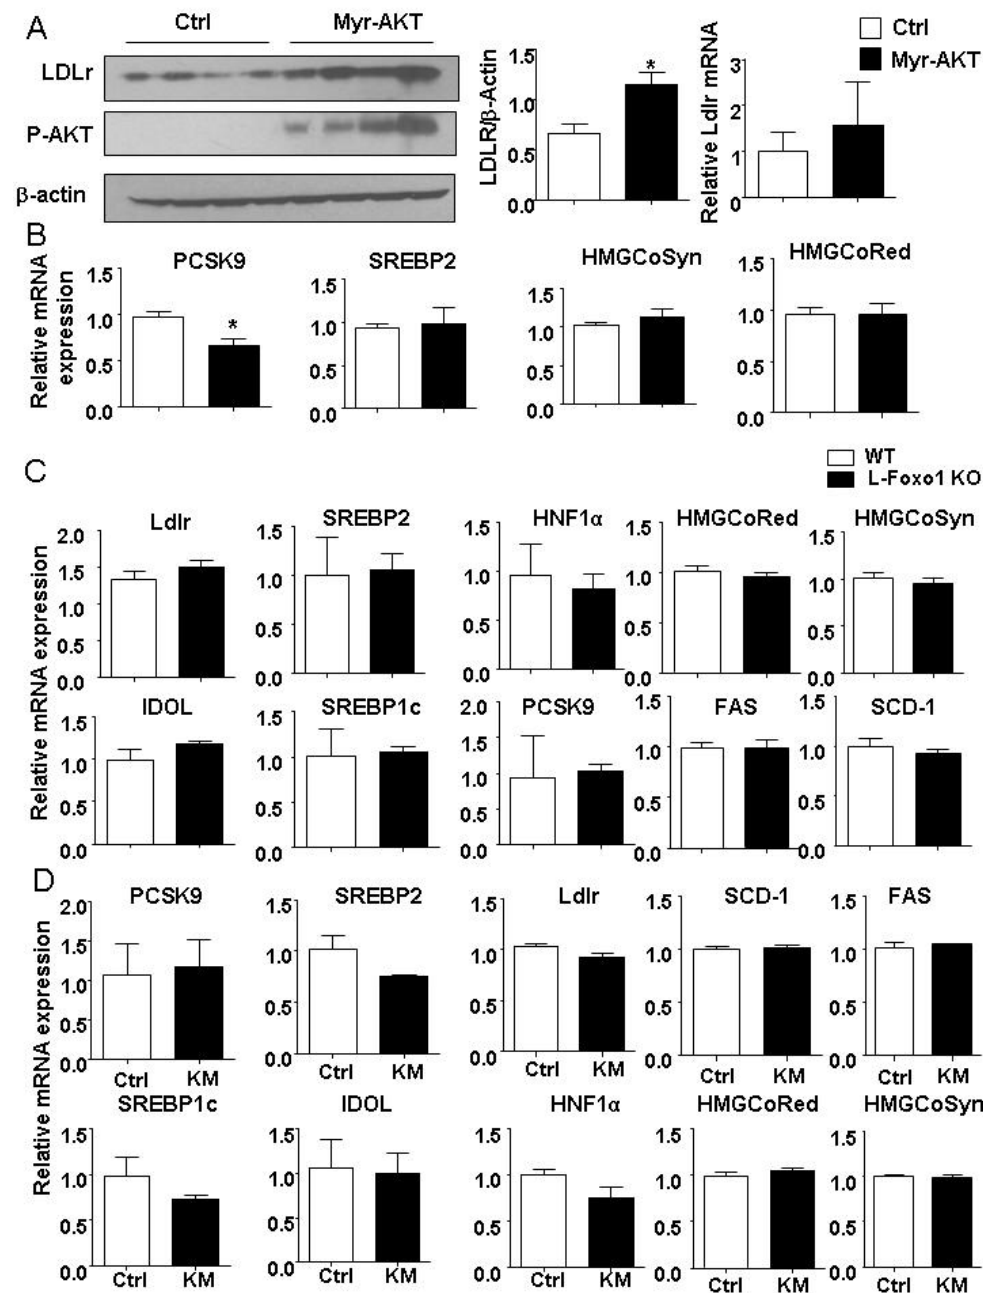 A
Ctrl
Myr-AKT
LDLr
P-AKT
β-actin
LDLR/β-Actin
1.5
1.0
0.5
0.0
*
Relative Ldlr mRNA
3
2
1
0
Ctrl
Myr-AKT
B
Relative mRNA
expression
PCSK9
1.5
1.0
0.5
0.0
*
SREBP2
1.5
1.0
0.5
0.0
HMGCoSyn
1.5
1.0
0.5
0.0
HMGCoRed
1.5
1.0
0.5
0.0
C
WT
L-Foxo1 KO
Relative mRNA expression
Ldlr
2.0
1.5
1.0
0.5
0.0
SREBP2
1.5
1.0
0.5
0.0
HNF1α
1.5
1.0
0.5
0.0
HMGCoRed
1.5
1.0
0.5
0.0
HMGCoSyn
1.5
1.0
0.5
0.0
IDOL
1.5
1.0
0.5
0.0
SREBP1c
1.5
1.0
0.5
0.0
PCSK9
2.0
1.5
1.0
0.5
0.0
FAS
1.5
1.0
0.5
0.0
SCD-1
1.5
1.0
0.5
0.0
D
Relative mRNA expression
PCSK9
2.0
1.5
1.0
0.5
0.0
Ctrl KM
SREBP2
1.5
1.0
0.5
0.0
Ctrl KM
Ldlr
1.5
1.0
0.5
0.0
Ctrl KM
SCD-1
1.5
1.0
0.5
0.0
Ctrl KM
FAS
1.5
1.0
0.5
0.0
Ctrl KM
SREBP1c
1.5
1.0
0.5
0.0
Ctrl KM
IDOL
1.5
1.0
0.5
0.0
Ctrl KM
HNF1α
1.5
1.0
0.5
0.0
Ctrl KM
HMGCoRed
1.5
1.0
0.5
0.0
Ctrl KM
HMGCoSyn
1.5
1.0
0.5
0.0
Ctrl KM